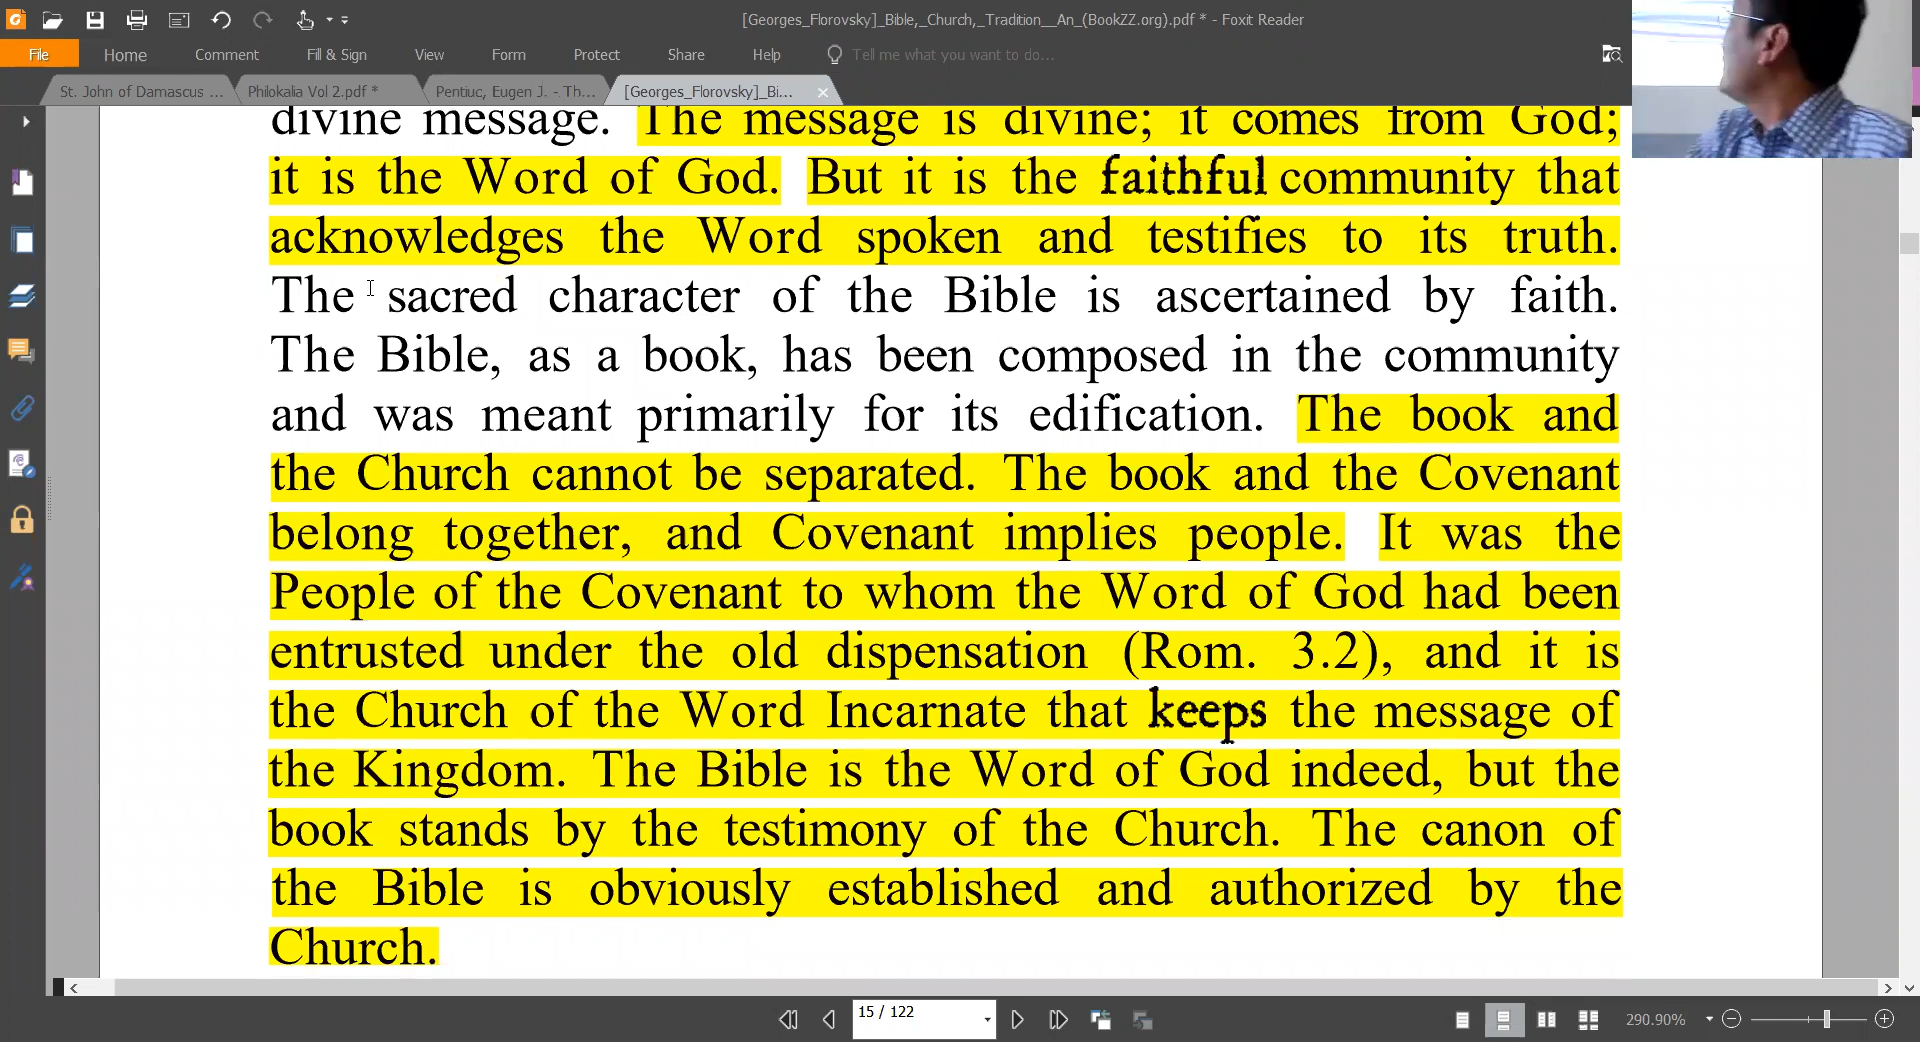 [Georges_Florovsky]_Bible,_Church,_Tradition__An_(BookZZ.org).pdf * - Foxit Reader
File Home Comment Fill & Sign View Form Protect Share Help Tell me what you want to do...
St. John of Damascus ... Philokalia Vol 2.pdf * Pentiuc, Eugen J. - Th... [Georges_Florovsky]_Bi...
divine message. The message is divine; it comes from God;
it is the Word of God. But it is the faithful community that
acknowledges the Word spoken and testifies to its truth.
The sacred character of the Bible is ascertained by faith.
The Bible, as a book, has been composed in the community
and was meant primarily for its edification. The book and
the Church cannot be separated. The book and the Covenant
belong together, and Covenant implies people. It was the
People of the Covenant to whom the Word of God had been
entrusted under the old dispensation (Rom. 3.2), and it is
the Church of the Word Incarnate that keeps the message of
the Kingdom. The Bible is the Word of God indeed, but the
book stands by the testimony of the Church. The canon of
the Bible is obviously established and authorized by the
Church.
15 / 122
290.90%